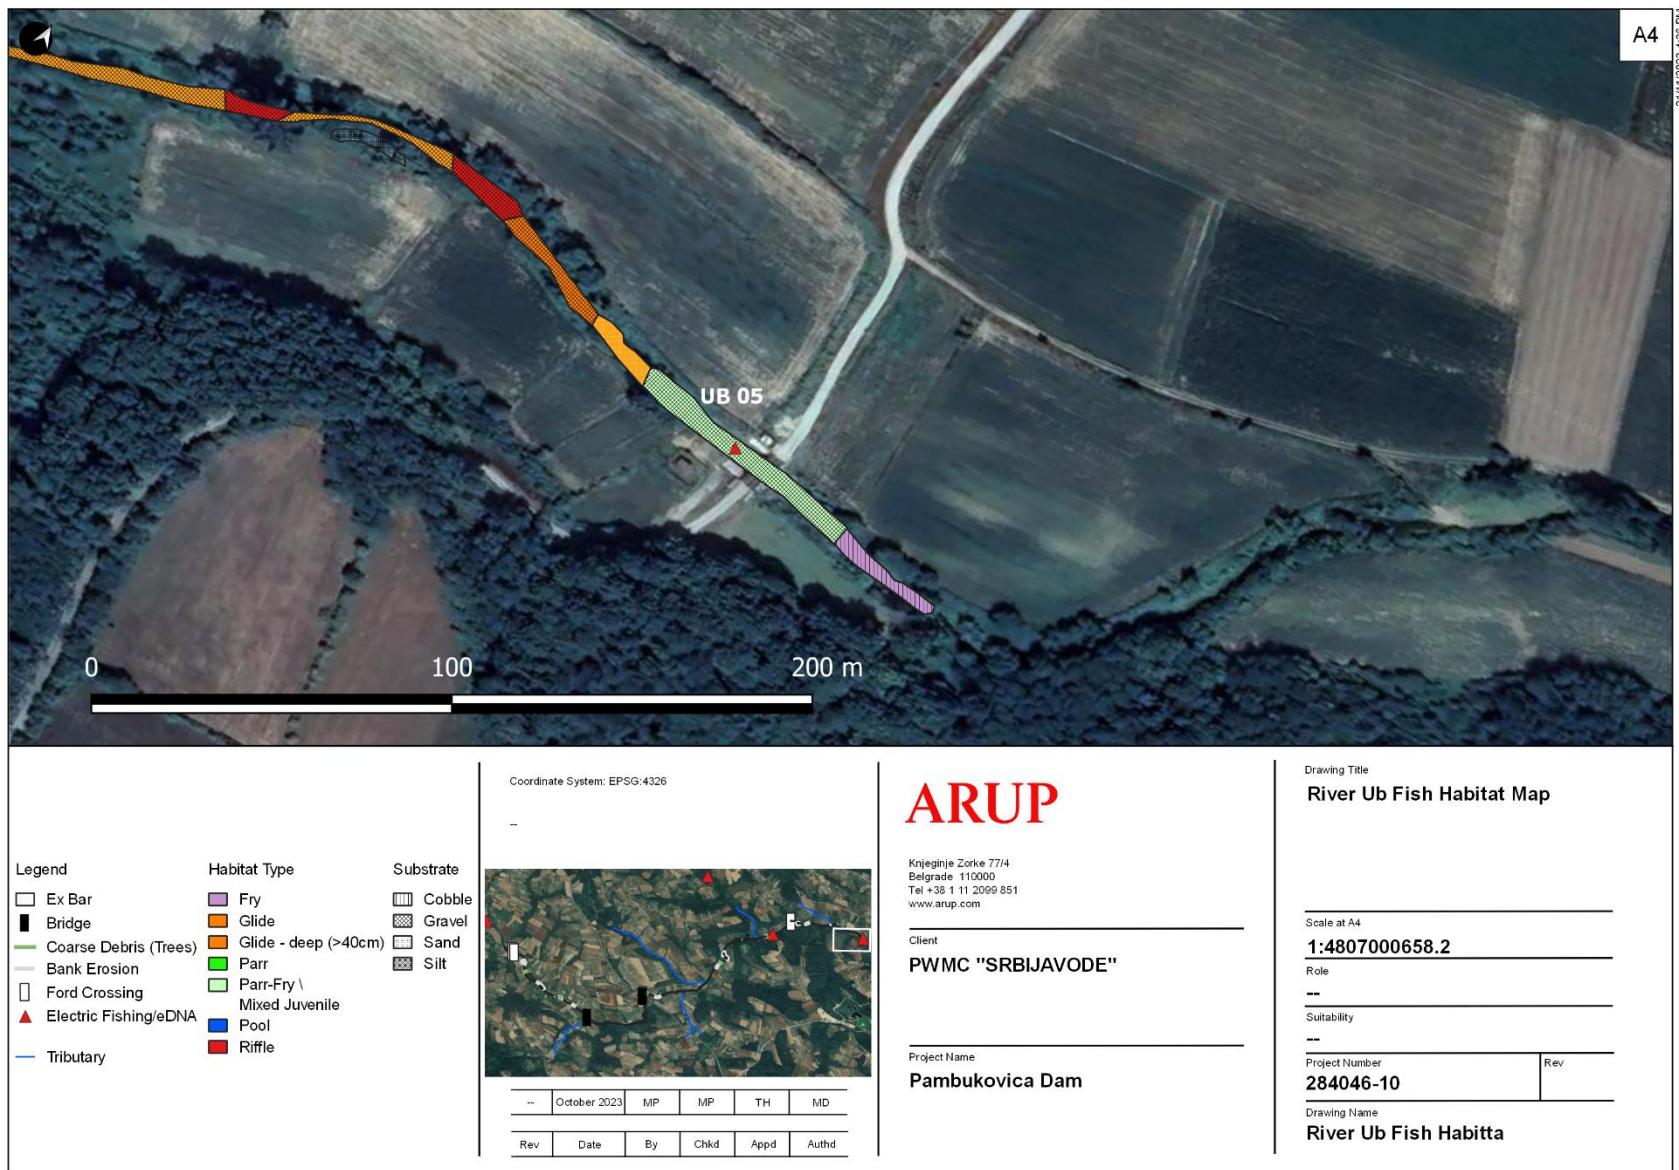 A4
UB 05
0 100 200 m
Legend
Ex Bar
Bridge
Coarse Debris (Trees)
Bank Erosion
Ford Crossing
Electric Fishing/eDNA
Tributary
Habitat Type
Fry
Glide
Glide - deep (>40cm)
Parr
Parr-Fry \
Mixed Juvenile
Pool
Riffle
Substrate
Cobble
Gravel
Sand
Silt
Coordinate System: EPSG:4326
--
-- October 2023 MP MP TH MD
Rev Date By Chkd Appd Authd
ARUP
Knjeginje Zorke 77/4
Belgrade 110000
Tel +38 1 11 2099 851
www.arup.com
Client
PWMC "SRBIJAVODE"
Project Name
Pambukovica Dam
Drawing Title
River Ub Fish Habitat Map
Scale at A4
1:4807000658.2
Role
--
Suitability
--
Project Number Rev
284046-10
Drawing Name
River Ub Fish Habitta